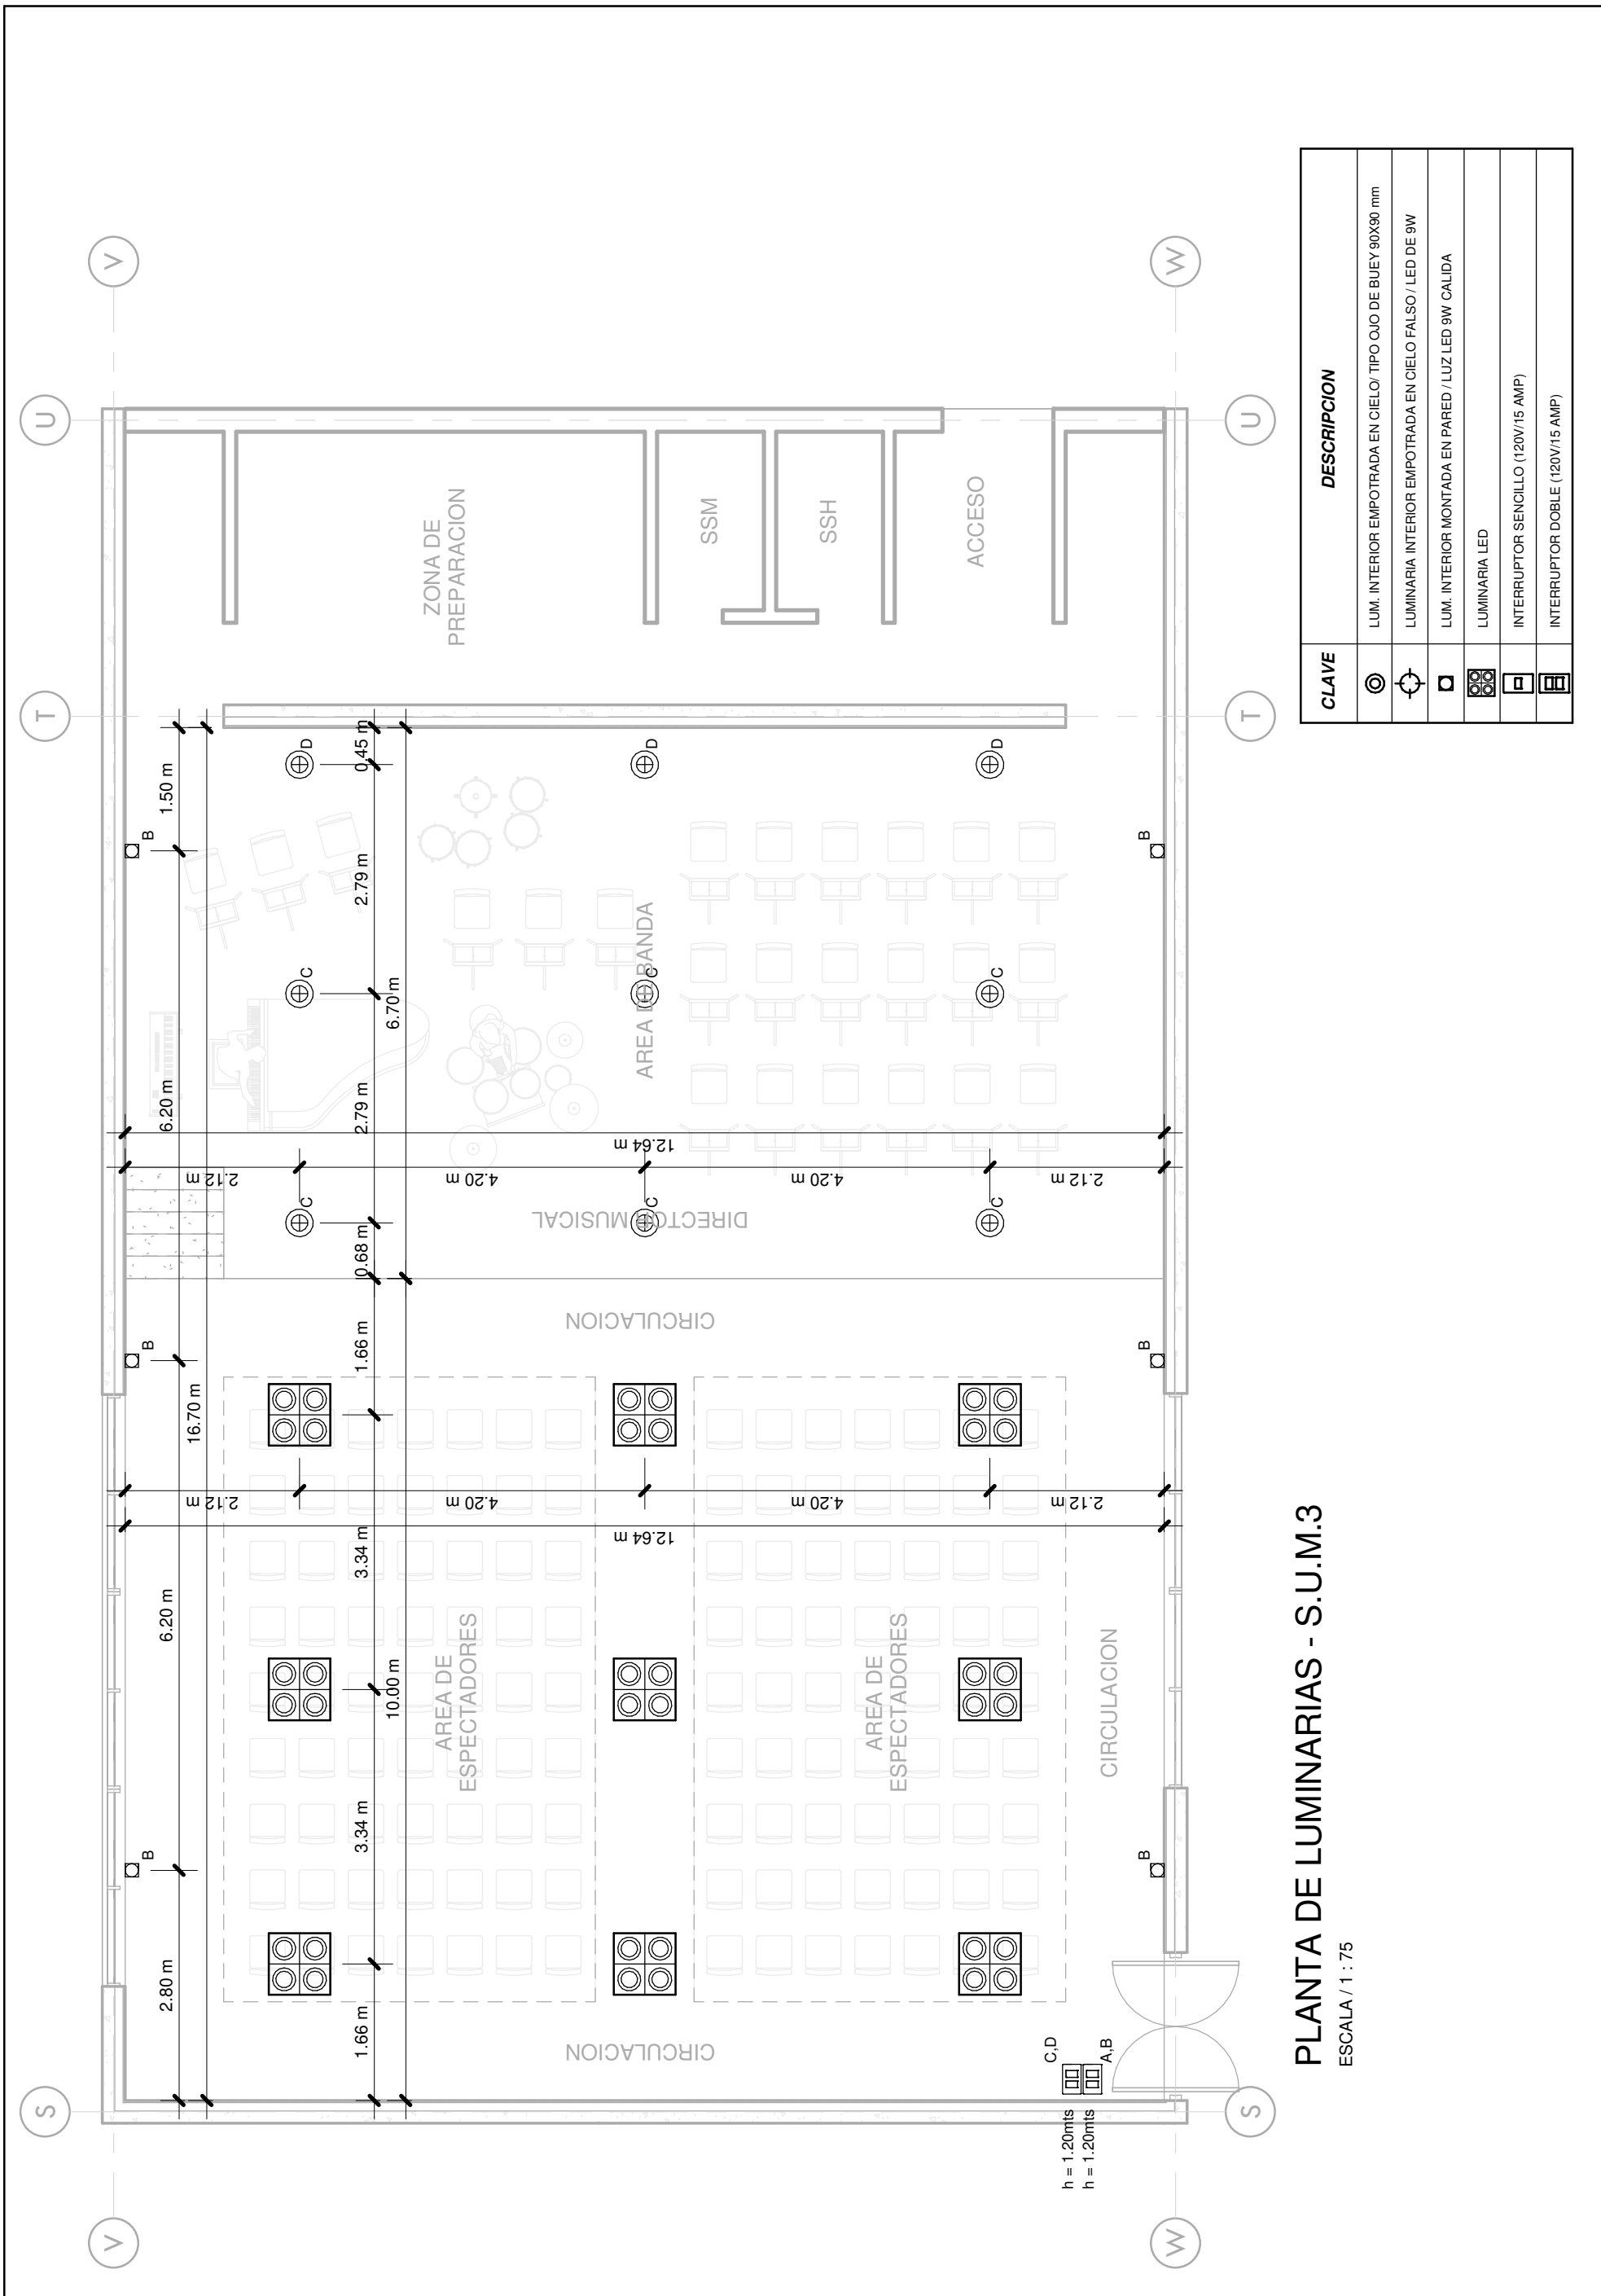 S
T
U
V
V
B
B
B
2.80 m
6.20 m
6.20 m
1.50 m
16.70 m
2.12 m
2.12 m
C
C
D
1.66 m
3.34 m
3.34 m
1.66 m
0.68 m
2.79 m
2.79 m
0.45 m
10.00 m
6.70 m
AREA DE
ESPECTADORES
ZONA DE
PREPARACION
4.20 m
4.20 m
CIRCULACION
CIRCULACION
DIRECTOR MUSICAL
12.64 m
12.64 m
AREA DE BANDA
C
C
D
SSM
4.20 m
4.20 m
SSH
AREA DE
ESPECTADORES
ACCESO
C
C
D
2.12 m
2.12 m
CIRCULACION
C,D
h = 1.20mts
h = 1.20mts
A,B
B
B
B
W
W
S
T
U
PLANTA DE LUMINARIAS - S.U.M.3
ESCALA / 1 : 75
CLAVE DESCRIPCION
LUM. INTERIOR EMPOTRADA EN CIELO/ TIPO OJO DE BUEY 90X90 mm
LUMINARIA INTERIOR EMPOTRADA EN CIELO FALSO / LED DE 9W
LUM. INTERIOR MONTADA EN PARED / LUZ LED 9W CALIDA
LUMINARIA LED
INTERRUPTOR SENCILLO (120V/15 AMP)
INTERRUPTOR DOBLE (120V/15 AMP)